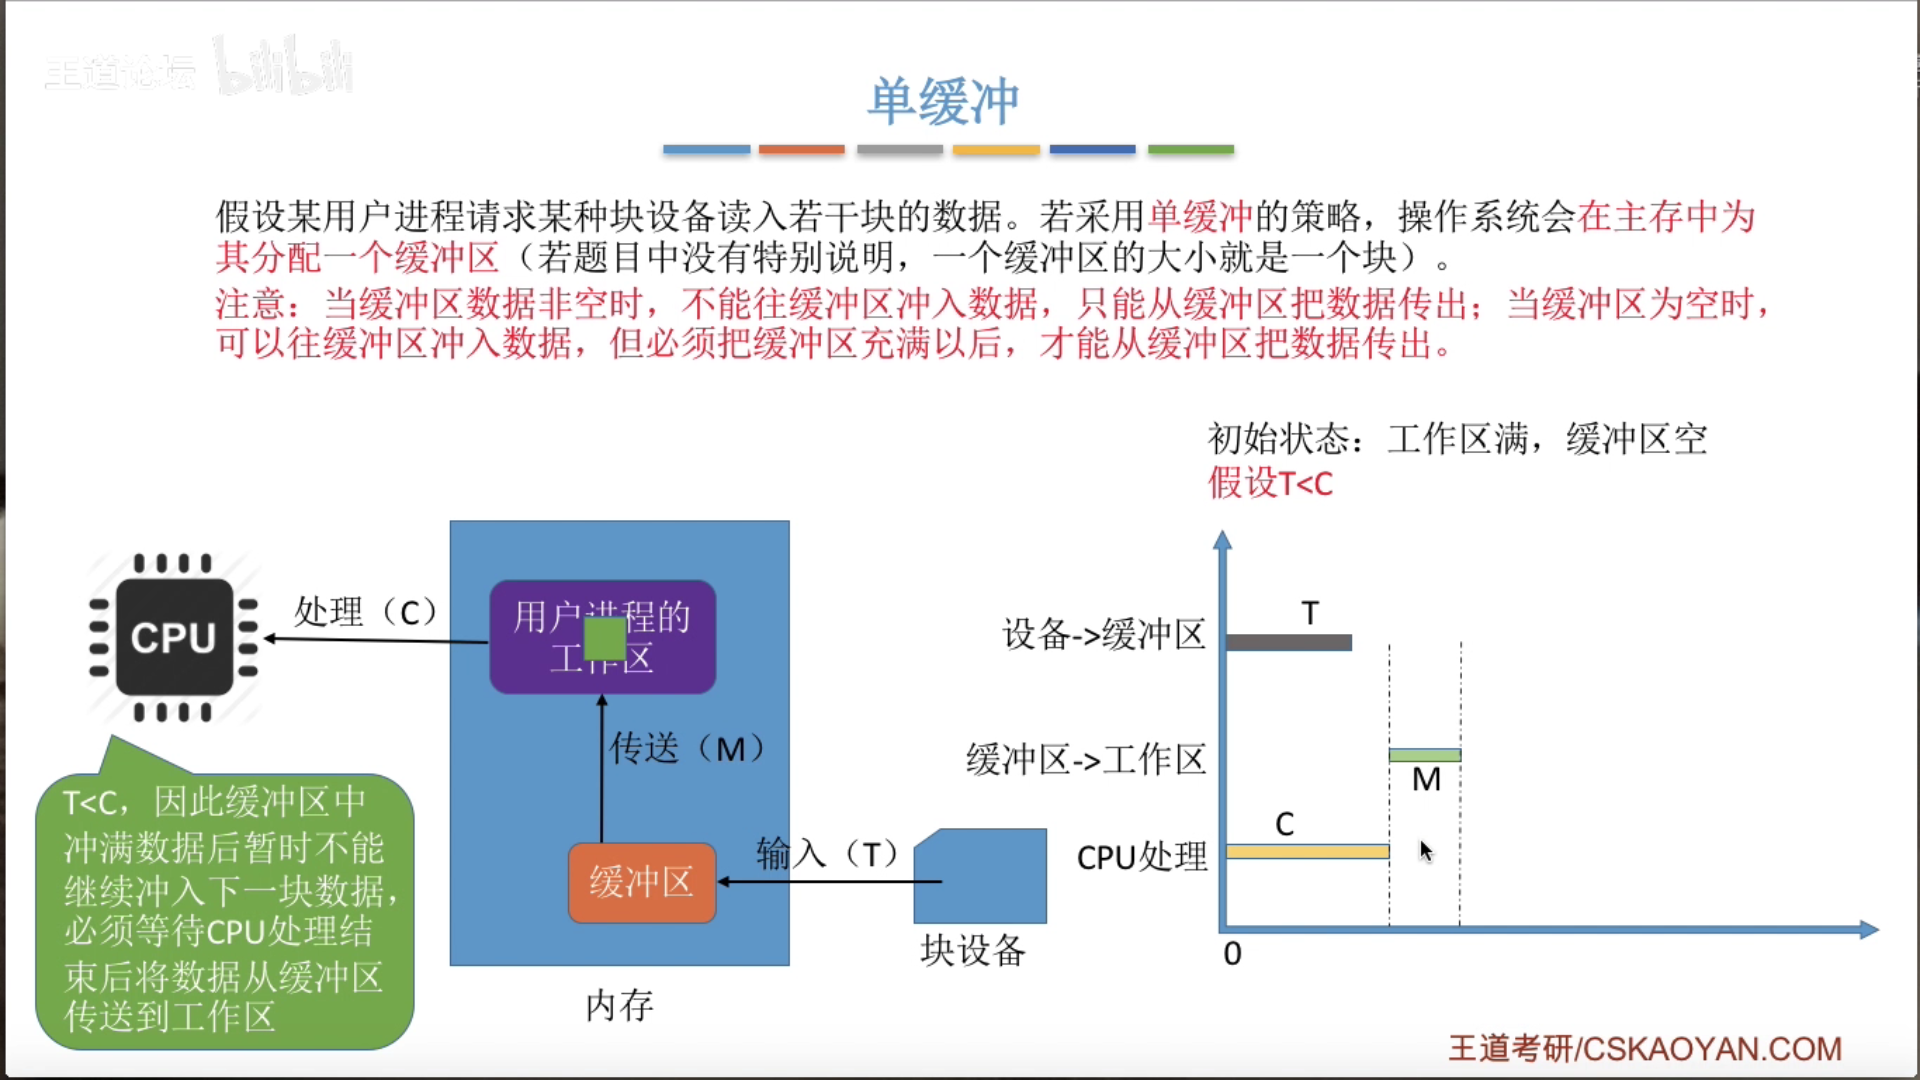 王道论坛 bilibili
单缓冲
假设某用户进程请求某种块设备读入若干块的数据。若采用单缓冲的策略，操作系统会在主存中为
其分配一个缓冲区（若题目中没有特别说明，一个缓冲区的大小就是一个块）。
注意：当缓冲区数据非空时，不能往缓冲区冲入数据，只能从缓冲区把数据传出；当缓冲区为空时，
可以往缓冲区冲入数据，但必须把缓冲区充满以后，才能从缓冲区把数据传出。
初始状态：工作区满，缓冲区空
假设T<C
CPU
处理（C）
用户进程的
工作区
传送（M）
缓冲区
输入（T）
块设备
内存
T<C，因此缓冲区中
冲满数据后暂时不能
继续冲入下一块数据，
必须等待CPU处理结
束后将数据从缓冲区
传送到工作区
设备->缓冲区
T
缓冲区->工作区
M
CPU处理
C
0
王道考研/CSKAOYAN.COM